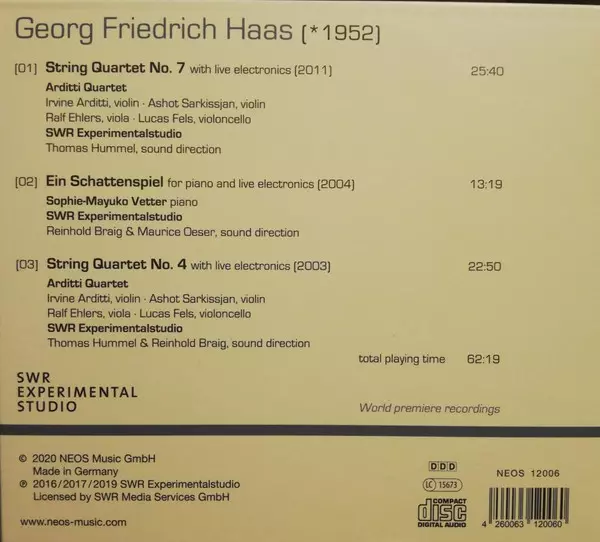 Georg Friedrich Haas (*1952)
[01] String Quartet No. 7 with live electronics (2011) 25:40
Arditti Quartet
Irvine Arditti, violin · Ashot Sarkissjan, violin
Ralf Ehlers, viola · Lucas Fels, violoncello
SWR Experimentalstudio
Thomas Hummel, sound direction
[02] Ein Schattenspiel for piano and live electronics (2004) 13:19
Sophie-Mayuko Vetter piano
SWR Experimentalstudio
Reinhold Braig & Maurice Oeser, sound direction
[03] String Quartet No. 4 with live electronics (2003) 22:50
Arditti Quartet
Irvine Arditti, violin · Ashot Sarkissjan, violin
Ralf Ehlers, viola · Lucas Fels, violoncello
SWR Experimentalstudio
Thomas Hummel & Reinhold Braig, sound direction
total playing time 62:19
SWR
EXPERIMENTAL
STUDIO
World premiere recordings
© 2020 NEOS Music GmbH
Made in Germany
℗ 2016/2017/2019 SWR Experimentalstudio
Licensed by SWR Media Services GmbH
www.neos-music.com
DDD
LC 15673
COMPACT
disc
DIGITAL AUDIO
NEOS 12006
4 260063 120060